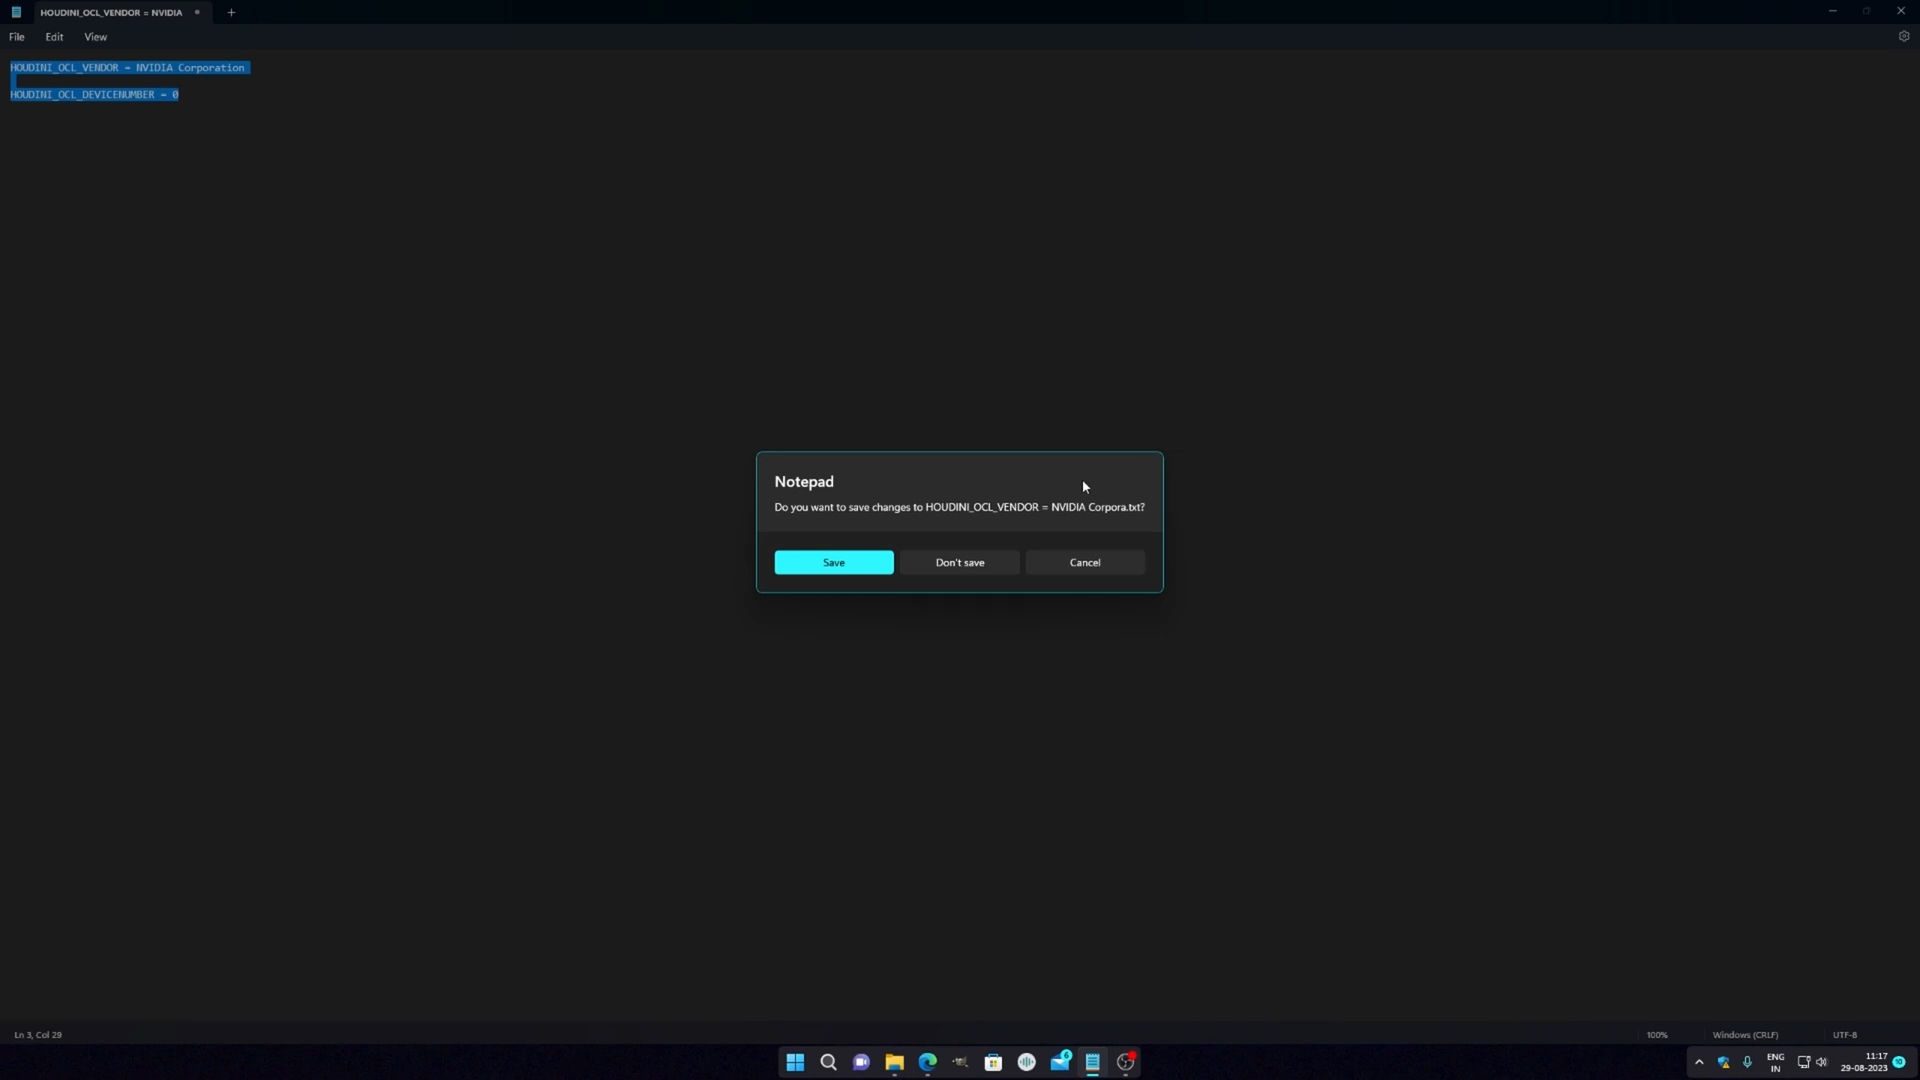 HOUDINI_OCL_VENDOR = NVIDIA
File Edit View
HOUDINI_OCL_VENDOR = NVIDIA Corporation
HOUDINI_OCL_DEVICENUMBER = 0
Notepad
Do you want to save changes to HOUDINI_OCL_VENDOR = NVIDIA Corpora.txt?
Save Don't save Cancel
Ln 3, Col 29 100% Windows (CRLF) UTF-8
6
ENG
IN
11:17
29-08-2023
10